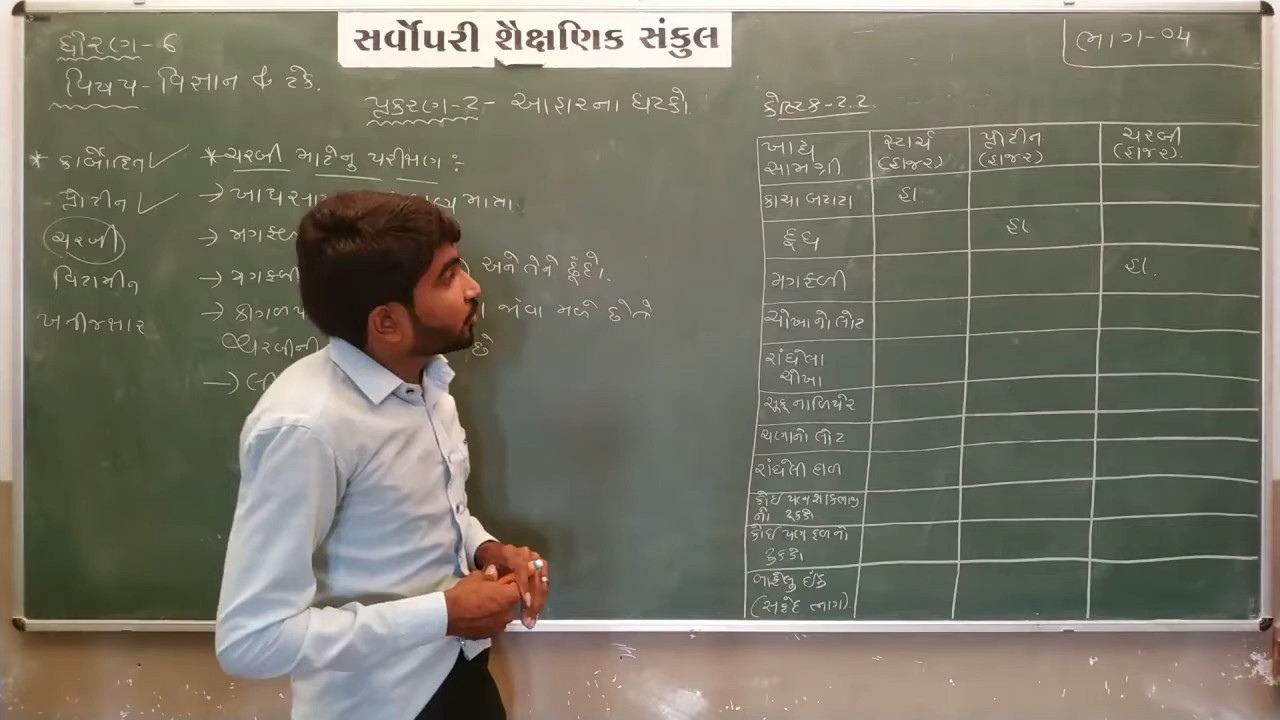 સર્વોપરી શૈક્ષણિક સંકુલ
ધોરણ-6
વિષય-વિજ્ઞાન & ટેક.
ભાગ-04
પ્રકરણ-2- આહારના ઘટકો
* કાર્બોહિત ✓
પ્રોટીન ✓
ચરબી
વિટામીન
ખનીજક્ષાર
* ચરબી માટેનુ પરીક્ષણ :
→ ખાદ્ય માત્રા
→
→ મગફળી અને તેને છૂંદો.
→ જોવા મળે છે તો
ચરબીની છે
→
કોષ્ટક-2.2
ખાદ્ય સામગ્રી સ્ટાર્ચ (હાજર) પ્રોટીન (હાજર) ચરબી (હાજર).
કાચા બટાટા હા.
દૂધ હા
મગફળી હા.
ચોખાનો લોટ
રાંધેલા ચોખા
સૂકૂ નાળિયેર
ચણાનો લોટ
રાંધેલી દાળ
કોઈ પણ શાકભાજી નો ટુકડો
કોઈ પણ ફળનો ટુકડો
બાફેલુ ઈંડુ (સફેદ ભાગ)